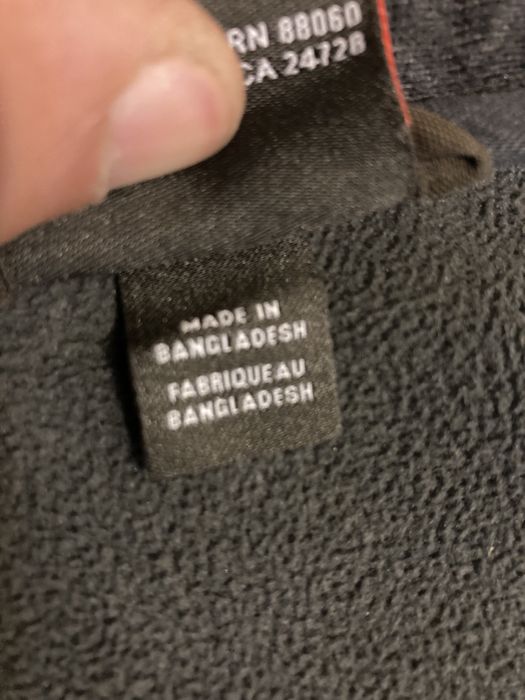 RN 88060
CA 24728
MADE IN
BANGLADESH
FABRIQUE AU
BANGLADESH